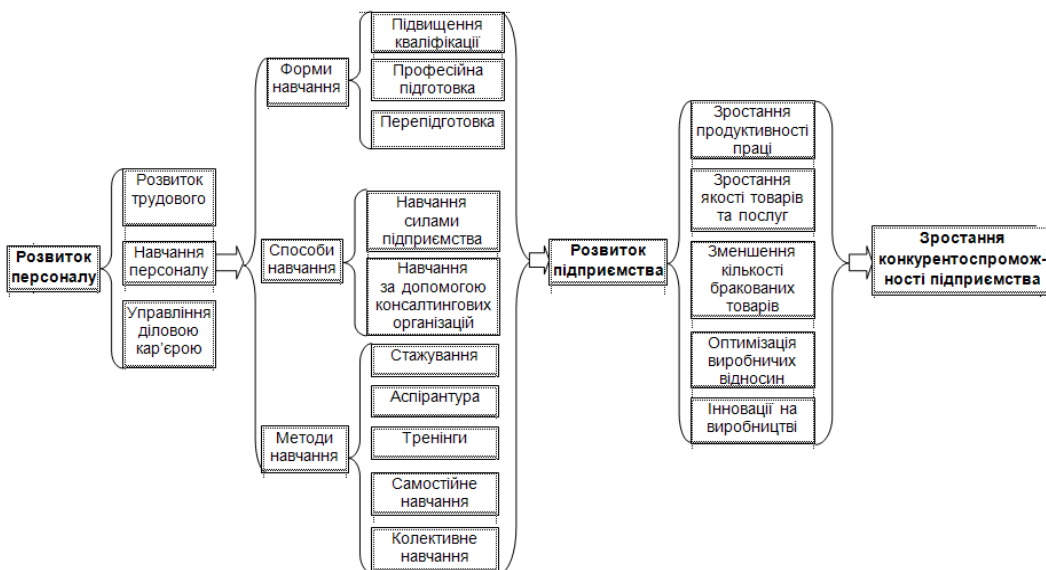 Розвиток
персоналу
Розвиток
трудового
Навчання
персоналу
Управління
діловою
кар’єрою
Форми
навчання
Способи
навчання
Методи
навчання
Підвищення
кваліфікації
Професійна
підготовка
Перепідготовка
Навчання
силами
підприємства
Навчання
за допомогою
консалтингових
організацій
Стажування
Аспірантура
Тренінги
Самостійне
навчання
Колективне
навчання
Розвиток
підприємства
Зростання
продуктивності
праці
Зростання
якості товарів
та послуг
Зменшення
кількості
бракованих
товарів
Оптимізація
виробничих
відносин
Інновації на
виробництві
Зростання
конкурентоспромож-
ності підприємства